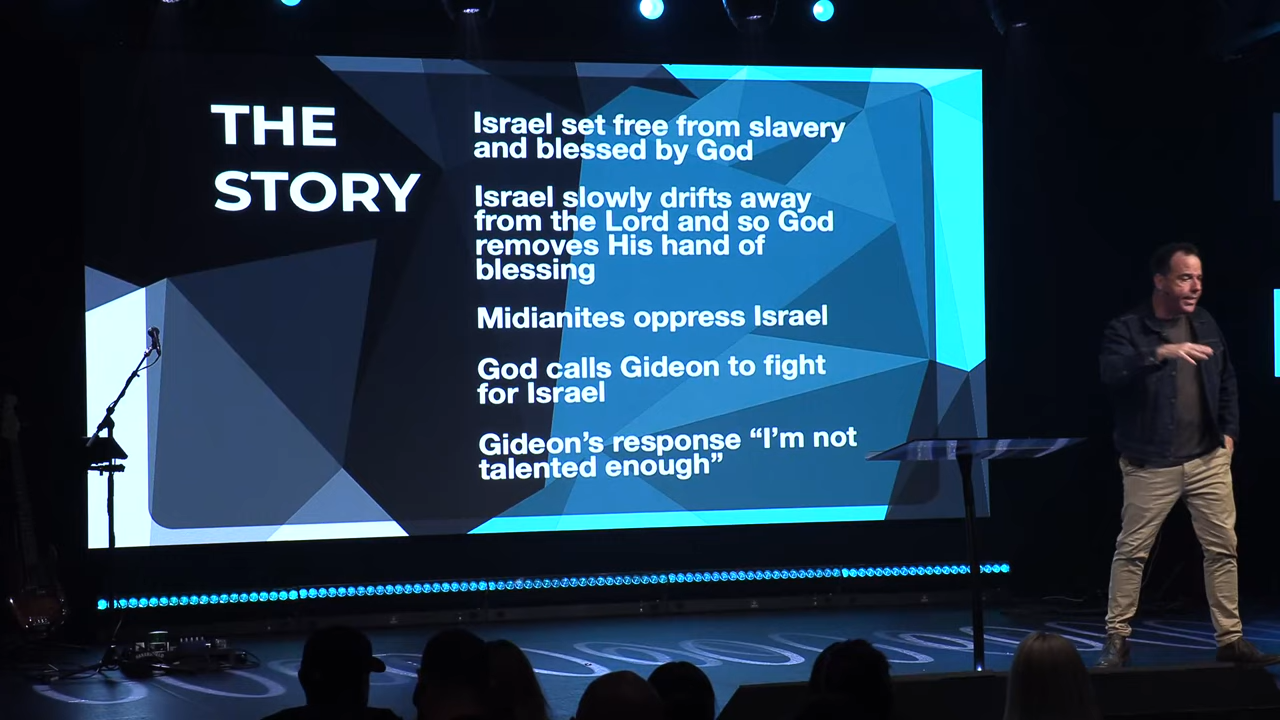 THE
STORY
Israel set free from slavery
and blessed by God
Israel slowly drifts away
from the Lord and so God
removes His hand of
blessing
Midianites oppress Israel
God calls Gideon to fight
for Israel
Gideon’s response “I’m not
talented enough”